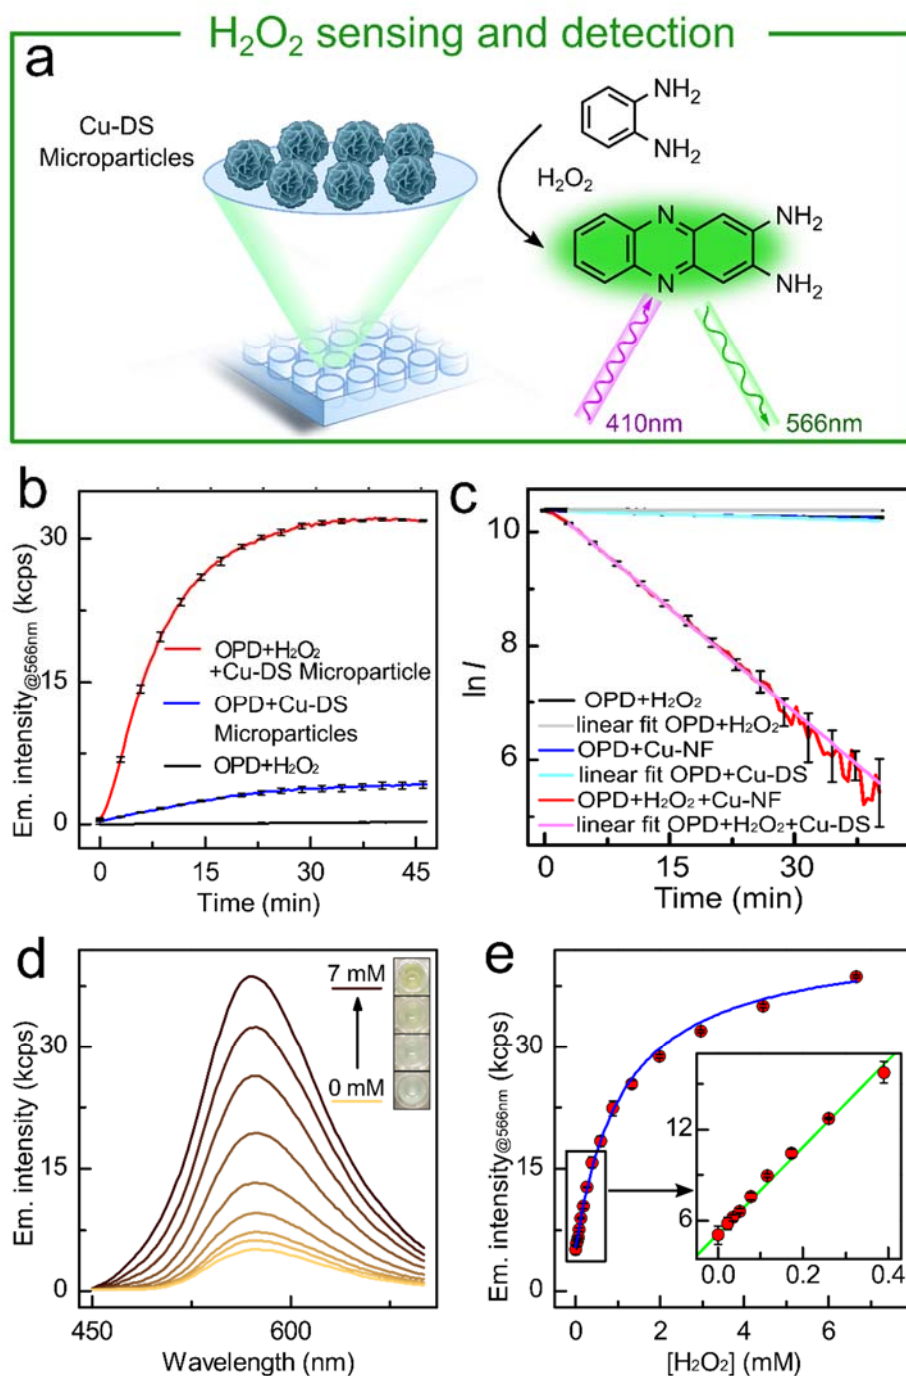 H₂O₂ sensing and detection
a
Cu-DS
Microparticles
NH₂
NH₂
H₂O₂
N
N
NH₂
NH₂
410nm
566nm
b
Em. intensity@566nm (kcps)
30
15
0
OPD+H₂O₂
+Cu-DS Microparticle
OPD+Cu-DS
Microparticles
OPD+H₂O₂
0
15
30
45
Time (min)
c
lnI
10
8
6
OPD+H₂O₂
linear fit OPD+H₂O₂
OPD+Cu-NF
linear fit OPD+Cu-DS
OPD+H₂O₂+Cu-NF
linear fit OPD+H₂O₂+Cu-DS
0
15
30
Time (min)
d
Em. intensity (kcps)
30
15
0
7 mM
0 mM
450
600
Wavelength (nm)
e
Em. intensity@566nm (kcps)
30
15
0
12
6
0.0
0.2
0.4
0
2
4
6
[H₂O₂] (mM)